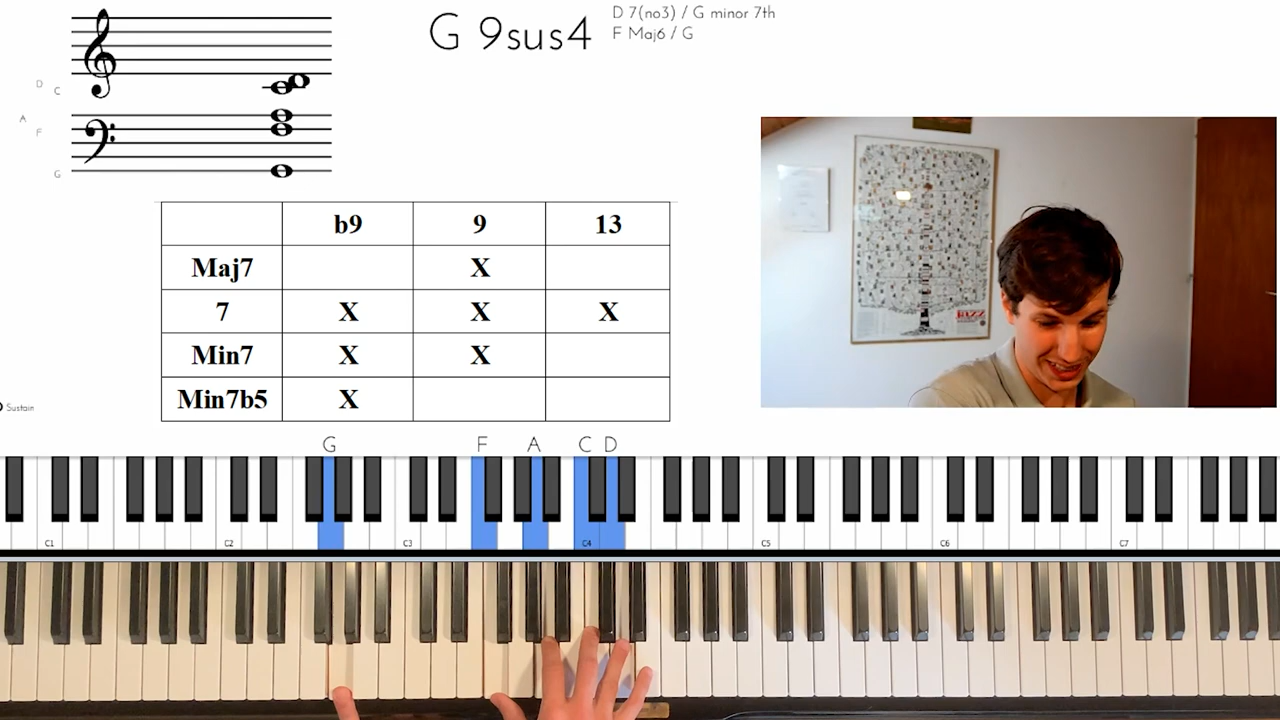 G 9sus4
D 7(no3) / G minor 7th
F Maj6 / G
D
C
A
F
G
b9 9 13
Maj7 X
7 X X X
Min7 X X
Min7b5 X
Sustain
JAZZ
G F A C D
C1 C2 C3 C4 C5 C6 C7